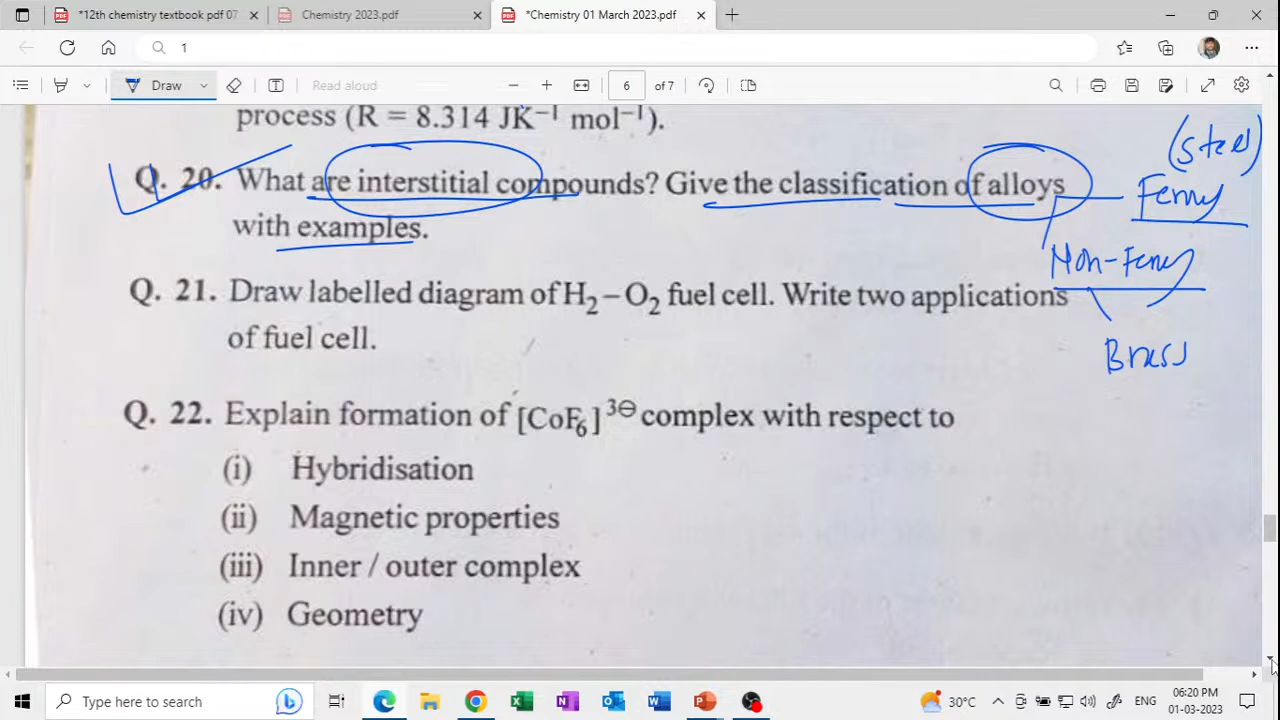 *12th chemistry textbook pdf 07
Chemistry 2023.pdf
*Chemistry 01 March 2023.pdf
1
Draw
Read aloud
6 of 7
process (R = 8.314 JK⁻¹ mol⁻¹).
(steel)
Q. 20. What are interstitial compounds? Give the classification of alloys
Ferry
with examples.
Non-Ferry
Q. 21. Draw labelled diagram of H₂–O₂ fuel cell. Write two applications
of fuel cell.
Brass
Q. 22. Explain formation of [CoF₆]³⊖ complex with respect to
(i) Hybridisation
(ii) Magnetic properties
(iii) Inner / outer complex
(iv) Geometry
Type here to search
30°C
ENG
06:20 PM
01-03-2023